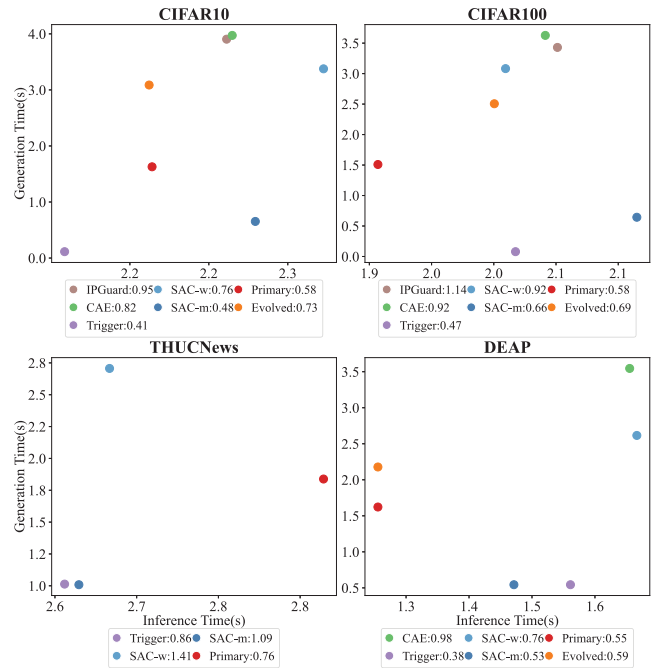 CIFAR10
CIFAR100
Generation Time(s)
4.0
3.0
2.0
1.0
0.0
2.2
2.2
2.3
3.5
3.0
2.5
2.0
1.5
1.0
0.5
0.0
1.9
2.0
2.0
2.1
2.1
IPGuard:0.95
SAC-w:0.76
Primary:0.58
CAE:0.82
SAC-m:0.48
Evolved:0.73
Trigger:0.41
IPGuard:1.14
SAC-w:0.92
Primary:0.58
CAE:0.92
SAC-m:0.66
Evolved:0.69
Trigger:0.47
THUCNews
DEAP
Generation Time(s)
2.8
2.5
2.2
2.0
1.8
1.5
1.2
1.0
2.6
2.7
2.8
Inference Time(s)
3.5
3.0
2.5
2.0
1.5
1.0
0.5
1.3
1.4
1.5
1.6
Inference Time(s)
Trigger:0.86
SAC-m:1.09
SAC-w:1.41
Primary:0.76
CAE:0.98
SAC-w:0.76
Primary:0.55
Trigger:0.38
SAC-m:0.53
Evolved:0.59